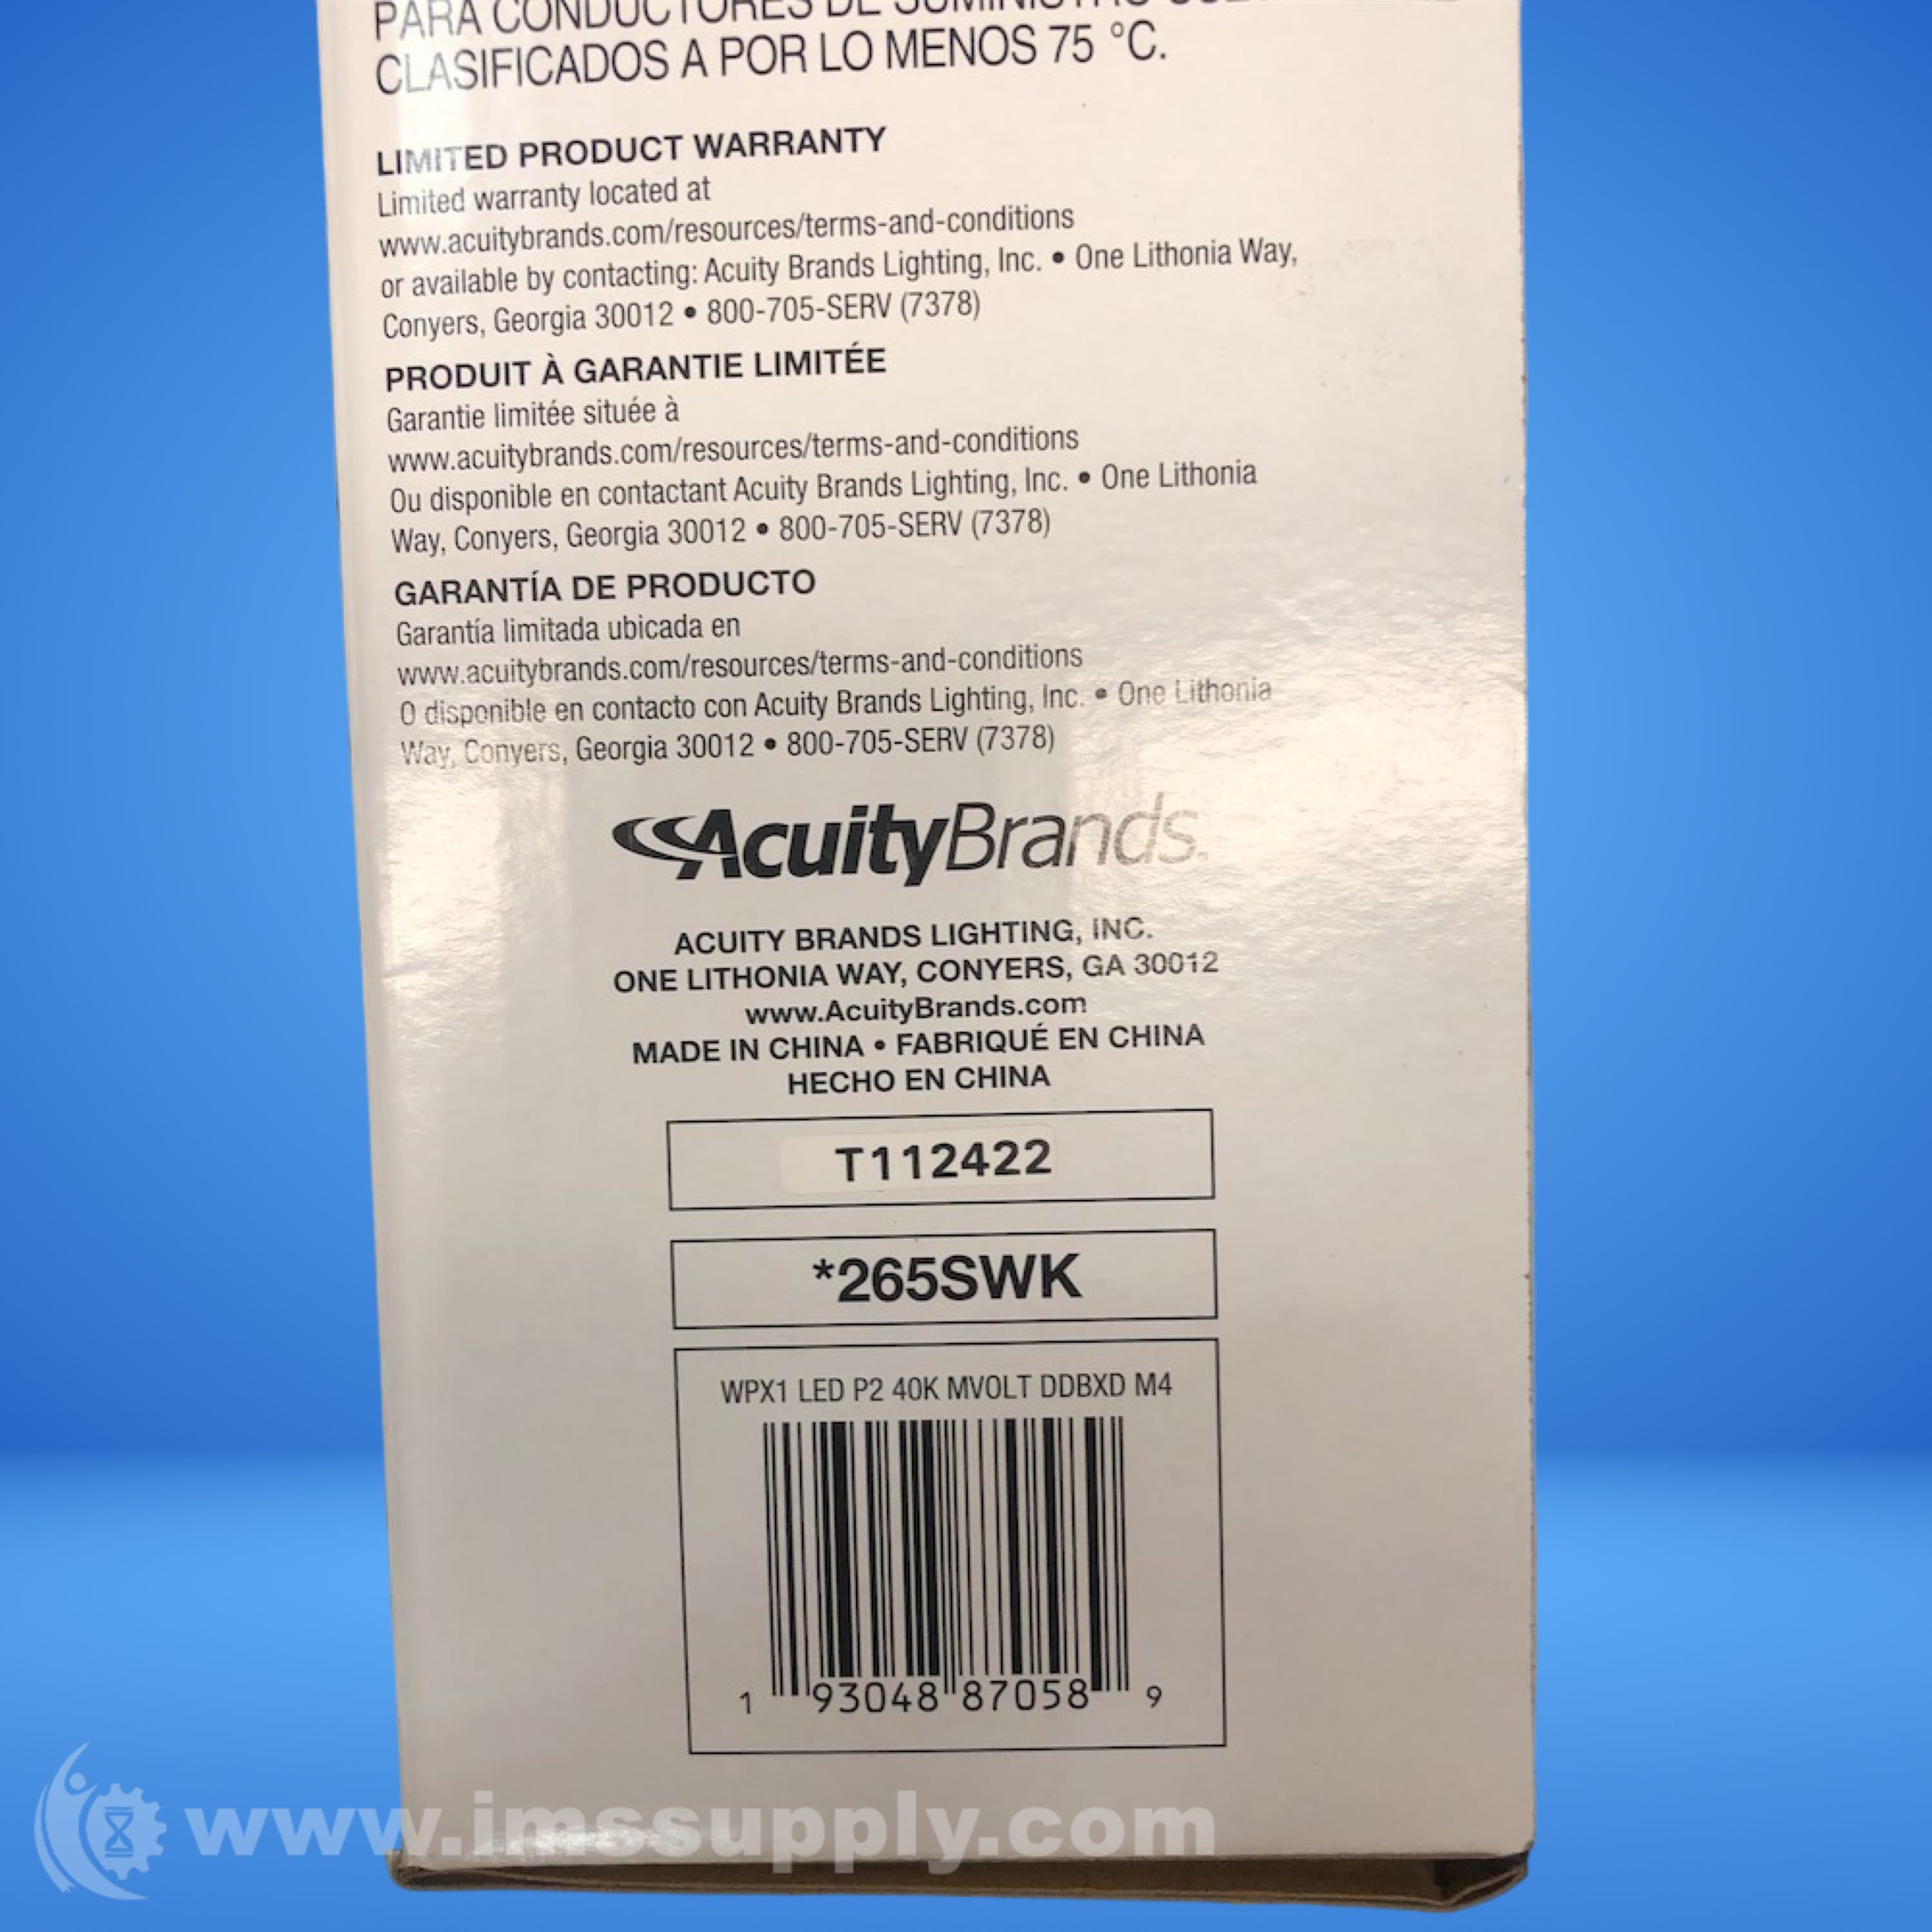 PARA CONDUCTORES DE SUMINISTRO
CLASIFICADOS A POR LO MENOS 75 °C.
LIMITED PRODUCT WARRANTY
Limited warranty located at
www.acuitybrands.com/resources/terms-and-conditions
or available by contacting: Acuity Brands Lighting, Inc. • One Lithonia Way,
Conyers, Georgia 30012 • 800-705-SERV (7378)
PRODUIT À GARANTIE LIMITÉE
Garantie limitée située à
www.acuitybrands.com/resources/terms-and-conditions
Ou disponible en contactant Acuity Brands Lighting, Inc. • One Lithonia
Way, Conyers, Georgia 30012 • 800-705-SERV (7378)
GARANTÍA DE PRODUCTO
Garantía limitada ubicada en
www.acuitybrands.com/resources/terms-and-conditions
O disponible en contacto con Acuity Brands Lighting, Inc. • One Lithonia
Way, Conyers, Georgia 30012 • 800-705-SERV (7378)
AcuityBrands.
ACUITY BRANDS LIGHTING, INC.
ONE LITHONIA WAY, CONYERS, GA 30012
www.AcuityBrands.com
MADE IN CHINA • FABRIQUÉ EN CHINA
HECHO EN CHINA
T112422
*265SWK
WPX1 LED P2 40K MVOLT DDBXD M4
1 93048 87058 9
www.imssupply.com